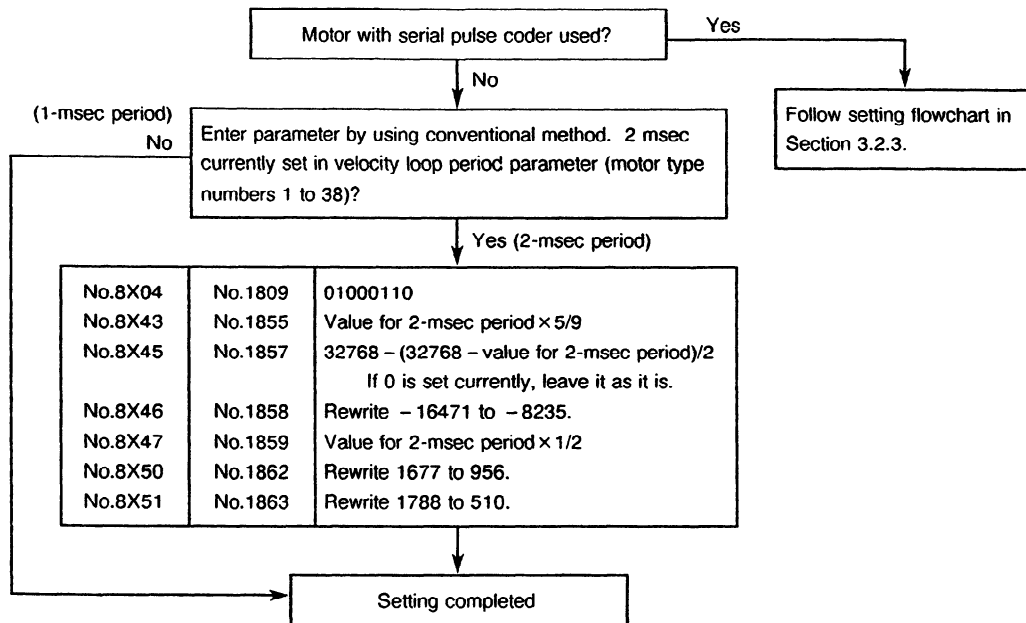 Motor with serial pulse coder used?
Yes
No
Follow setting flowchart in
Section 3.2.3.
(1-msec period)
No
Enter parameter by using conventional method. 2 msec
currently set in velocity loop period parameter (motor type
numbers 1 to 38)?
Yes (2-msec period)
No.8X04 No.1809 01000110
No.8X43 No.1855 Value for 2-msec period × 5/9
No.8X45 No.1857 32768 – (32768 – value for 2-msec period)/2
If 0 is set currently, leave it as it is.
No.8X46 No.1858 Rewrite – 16471 to – 8235.
No.8X47 No.1859 Value for 2-msec period × 1/2
No.8X50 No.1862 Rewrite 1677 to 956.
No.8X51 No.1863 Rewrite 1788 to 510.
Setting completed